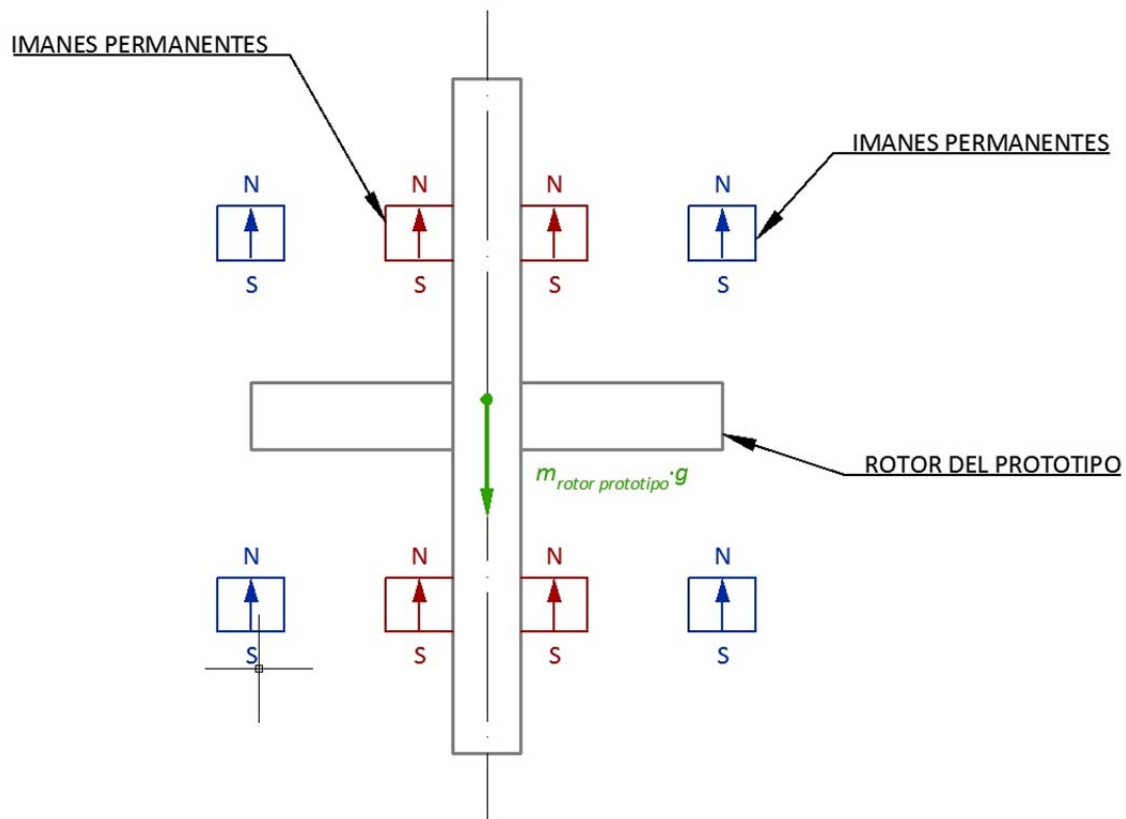 IMANES PERMANENTES
IMANES PERMANENTES
N N N N
S S S S
m rotor prototipo·g
ROTOR DEL PROTOTIPO
N N N N
S S S S